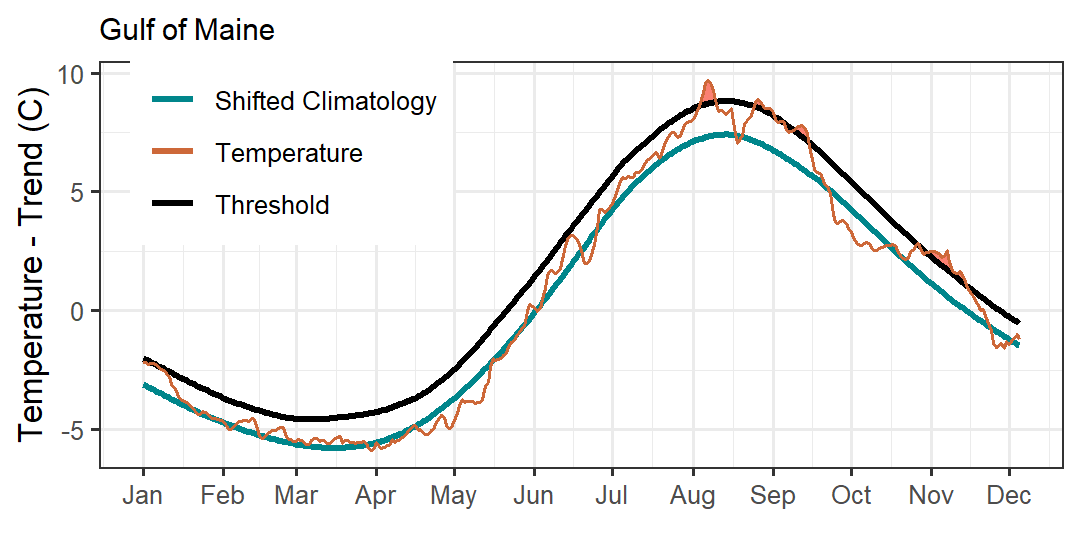 Gulf of Maine
Temperature - Trend (C)
10
5
0
-5
Shifted Climatology
Temperature
Threshold
Jan Feb Mar Apr May Jun Jul Aug Sep Oct Nov Dec